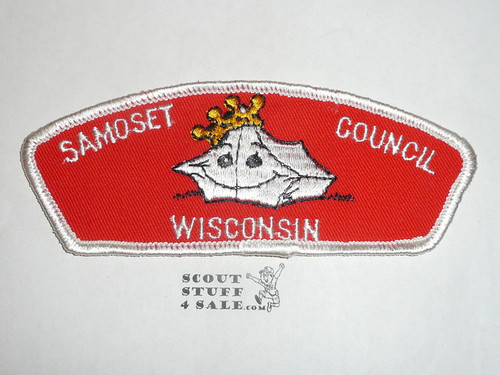 SAMOSET COUNCIL
WISCONSIN
SCOUT
STUFF
4 SALE.COM